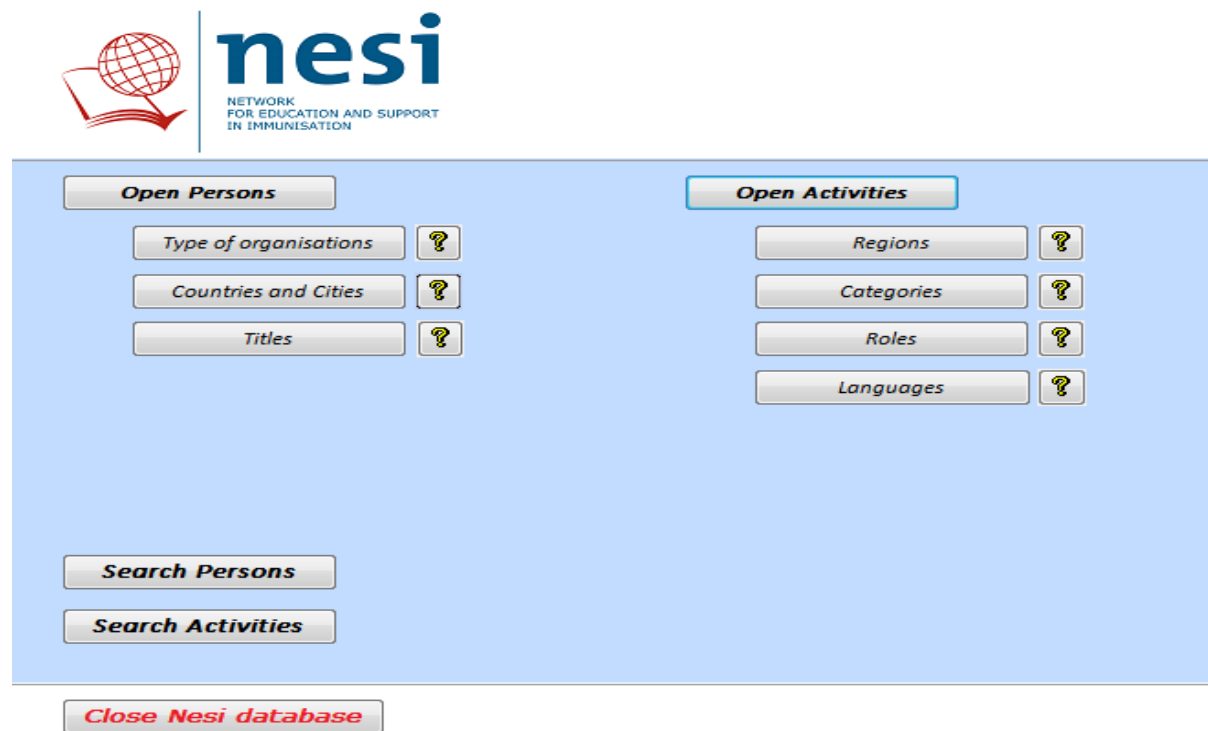 nesi
NETWORK
FOR EDUCATION AND SUPPORT
IN IMMUNISATION
Open Persons
Type of organisations ?
Countries and Cities ?
Titles ?
Open Activities
Regions ?
Categories ?
Roles ?
Languages ?
Search Persons
Search Activities
Close Nesi database